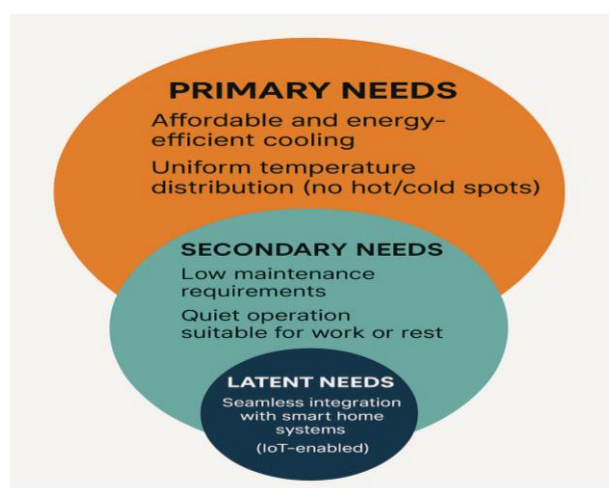 PRIMARY NEEDS
Affordable and energy-
efficient cooling
Uniform temperature
distribution (no hot/cold spots)
SECONDARY NEEDS
Low maintenance
requirements
Quiet operation
suitable for work or rest
LATENT NEEDS
Seamless integration
with smart home
systems
(IoT-enabled)